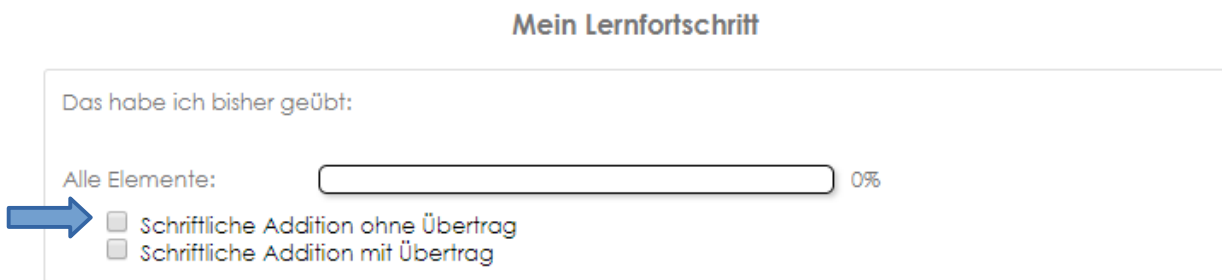 Mein Lernfortschritt
Das habe ich bisher geübt:
Alle Elemente: 0%
Schriftliche Addition ohne Übertrag
Schriftliche Addition mit Übertrag